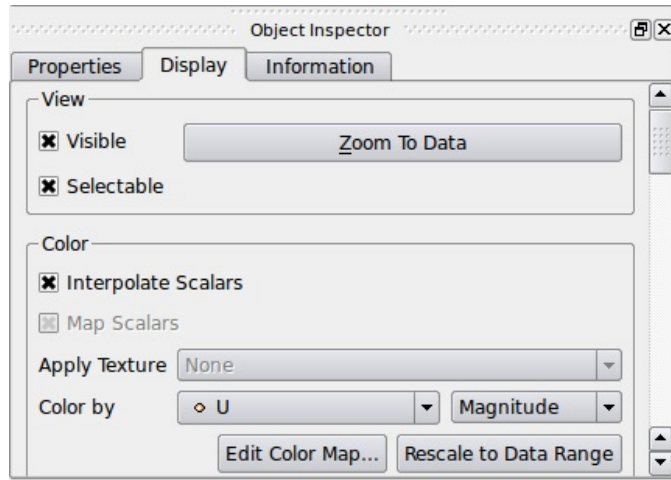 Object Inspector
Properties Display Information
View
Visible Zoom To Data
Selectable
Color
Interpolate Scalars
Map Scalars
Apply Texture None
Color by U Magnitude
Edit Color Map... Rescale to Data Range